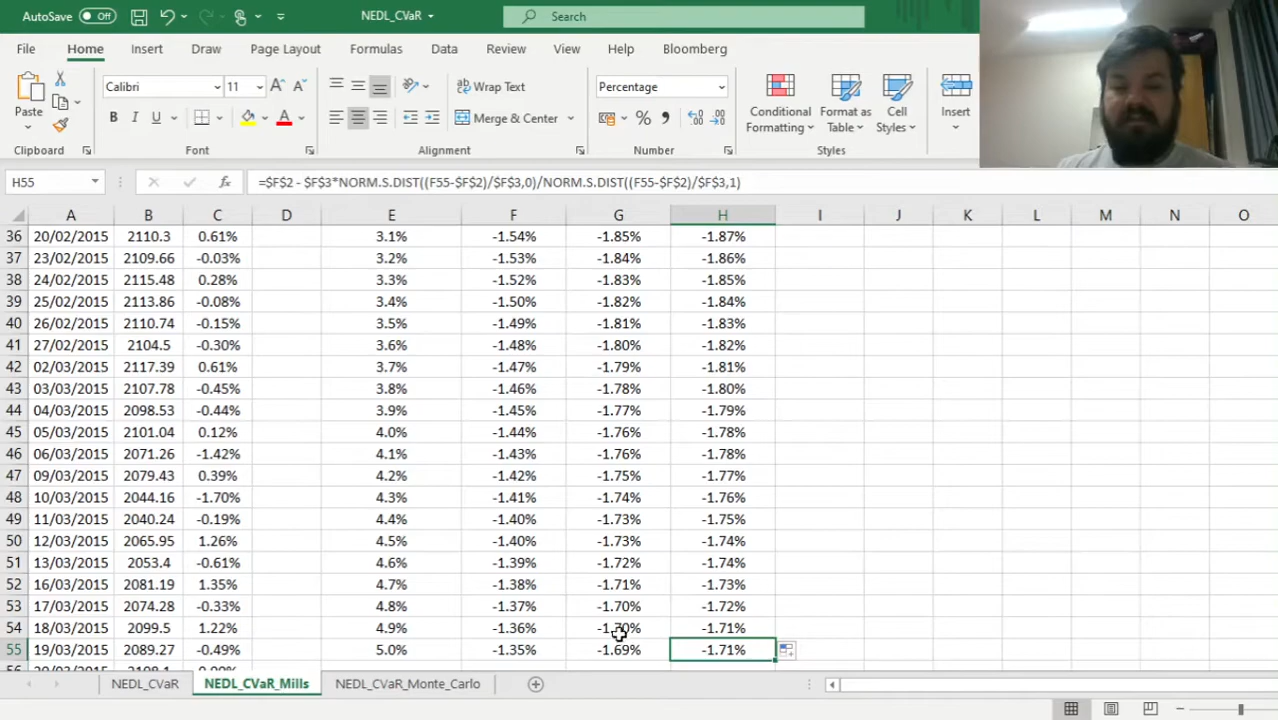 AutoSave Off NEDL_CVaR Search
File Home Insert Draw Page Layout Formulas Data Review View Help Bloomberg
Paste
Calibri 11 A A
B I U A
Wrap Text
Merge & Center
Percentage
%
Conditional Formatting
Format as Table
Cell Styles
Insert
Clipboard Font Alignment Number Styles
H55 fx =$F$2 - $F$3*NORM.S.DIST((F55-$F$2)/$F$3,0)/NORM.S.DIST((F55-$F$2)/$F$3,1)
A B C D E F G H I J K L M N O
36 20/02/2015 2110.3 0.61% 3.1% -1.54% -1.85% -1.87%
37 23/02/2015 2109.66 -0.03% 3.2% -1.53% -1.84% -1.86%
38 24/02/2015 2115.48 0.28% 3.3% -1.52% -1.83% -1.85%
39 25/02/2015 2113.86 -0.08% 3.4% -1.50% -1.82% -1.84%
40 26/02/2015 2110.74 -0.15% 3.5% -1.49% -1.81% -1.83%
41 27/02/2015 2104.5 -0.30% 3.6% -1.48% -1.80% -1.82%
42 02/03/2015 2117.39 0.61% 3.7% -1.47% -1.79% -1.81%
43 03/03/2015 2107.78 -0.45% 3.8% -1.46% -1.78% -1.80%
44 04/03/2015 2098.53 -0.44% 3.9% -1.45% -1.77% -1.79%
45 05/03/2015 2101.04 0.12% 4.0% -1.44% -1.76% -1.78%
46 06/03/2015 2071.26 -1.42% 4.1% -1.43% -1.76% -1.78%
47 09/03/2015 2079.43 0.39% 4.2% -1.42% -1.75% -1.77%
48 10/03/2015 2044.16 -1.70% 4.3% -1.41% -1.74% -1.76%
49 11/03/2015 2040.24 -0.19% 4.4% -1.40% -1.73% -1.75%
50 12/03/2015 2065.95 1.26% 4.5% -1.40% -1.73% -1.74%
51 13/03/2015 2053.4 -0.61% 4.6% -1.39% -1.72% -1.74%
52 16/03/2015 2081.19 1.35% 4.7% -1.38% -1.71% -1.73%
53 17/03/2015 2074.28 -0.33% 4.8% -1.37% -1.70% -1.72%
54 18/03/2015 2099.5 1.22% 4.9% -1.36% -1.70% -1.71%
55 19/03/2015 2089.27 -0.49% 5.0% -1.35% -1.69% -1.71%
NEDL_CVaR NEDL_CVaR_Mills NEDL_CVaR_Monte_Carlo